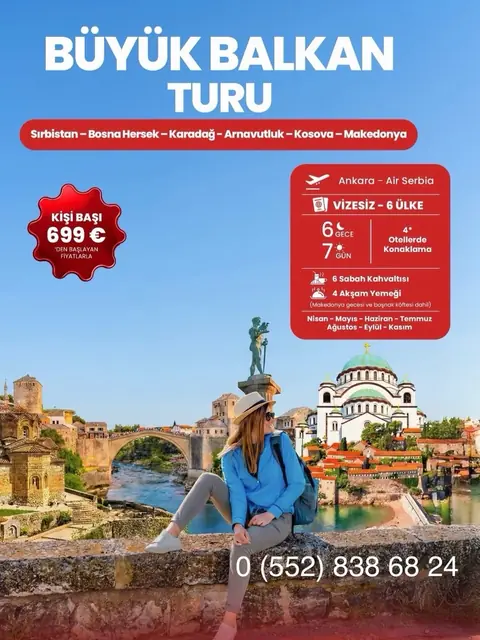 BÜYÜK BALKAN
TURU
Sırbistan – Bosna Hersek – Karadağ - Arnavutluk – Kosova – Makedonya
KİŞİ BAŞI
699 €
'DEN BAŞLAYAN
FİYATLARLA
Ankara - Air Serbia
VİZESİZ - 6 ÜLKE
6 GECE
7 GÜN
4*
Otellerde
Konaklama
6 Sabah Kahvaltısı
4 Akşam Yemeği
(Makedonya gecesi ve boşnak köftesi dahil)
Nisan - Mayıs - Haziran - Temmuz
Ağustos - Eylül - Kasım
0 (552) 838 68 24